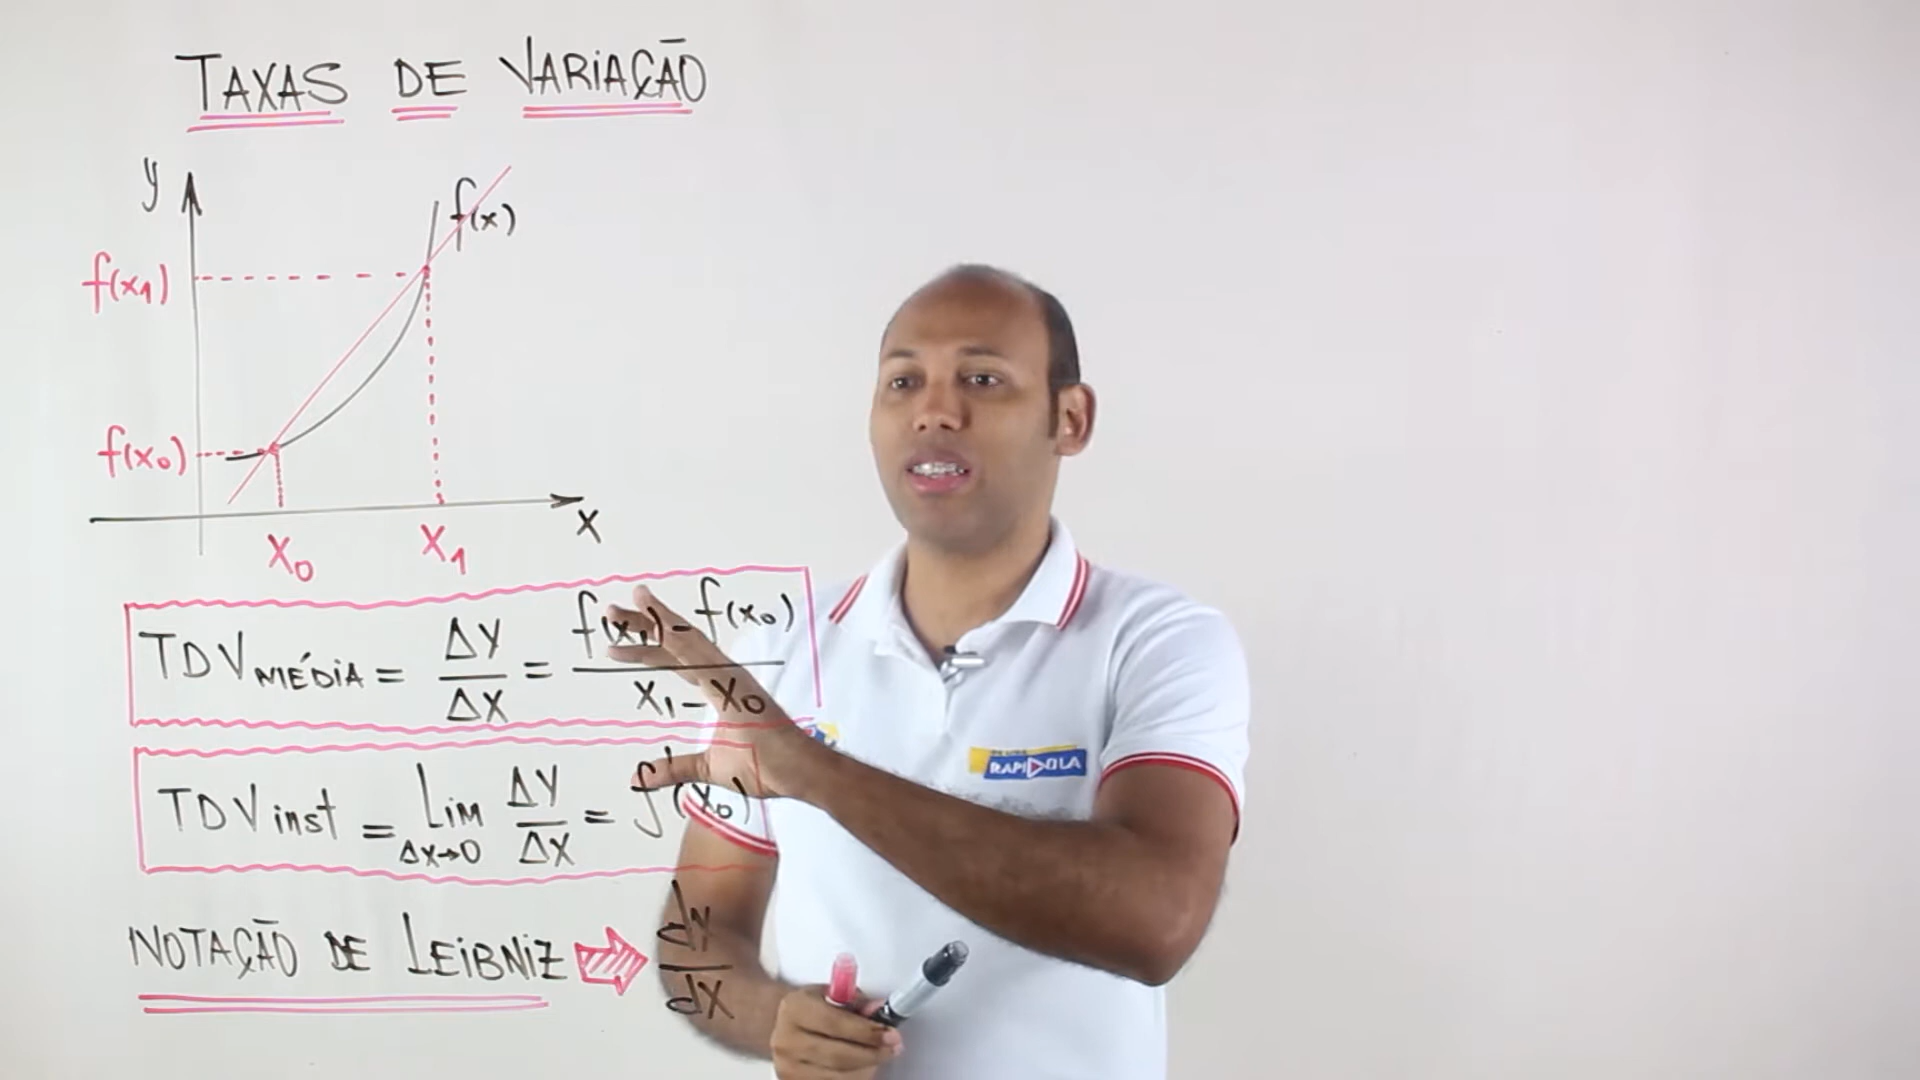 TAXAS DE VARIAÇÃO
y
f(x)
f(x₁)
f(x₀)
x
x₀
x₁
TDV MÉDIA = ΔY/ΔX = f(x₁) - f(x₀)/x₁ - x₀
TDV inst = Lim Δx→0 ΔY/ΔX = f'(x₀)
NOTAÇÃO DE LEIBNIZ ⇨ dy/dx
RAPIDOLA